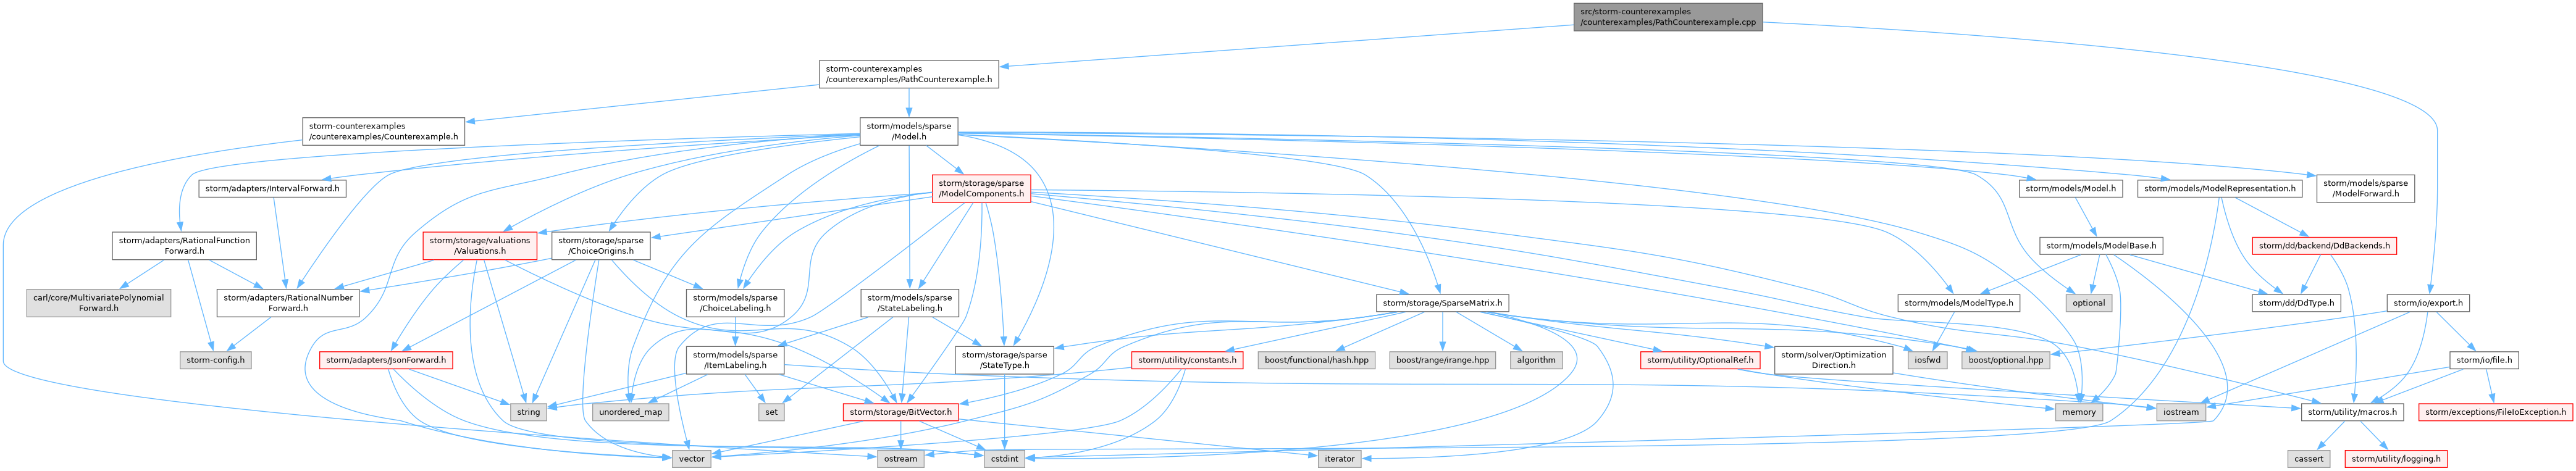 src/storm-counterexamples
/counterexamples/PathCounterexample.cpp
storm-counterexamples
/counterexamples/PathCounterexample.h
storm-counterexamples
/counterexamples/Counterexample.h
storm/models/sparse
/Model.h
storm/adapters/IntervalForward.h
storm/storage/sparse
/ModelComponents.h
storm/models/Model.h
storm/models/ModelRepresentation.h
storm/models/sparse
/ModelForward.h
storm/adapters/RationalFunction
Forward.h
storm/storage/valuations
/Valuations.h
storm/storage/sparse
/ChoiceOrigins.h
storm/models/ModelBase.h
storm/dd/backend/DdBackends.h
carl/core/MultivariatePolynomial
Forward.h
storm/adapters/RationalNumber
Forward.h
storm/models/sparse
/ChoiceLabeling.h
storm/models/sparse
/StateLabeling.h
storm/storage/SparseMatrix.h
storm/models/ModelType.h
optional
storm/dd/DdType.h
storm/io/export.h
storm-config.h
storm/adapters/JsonForward.h
storm/models/sparse
/ItemLabeling.h
storm/storage/sparse
/StateType.h
storm/utility/constants.h
boost/functional/hash.hpp
boost/range/irange.hpp
algorithm
storm/utility/OptionalRef.h
storm/solver/Optimization
Direction.h
iosfwd
boost/optional.hpp
storm/io/file.h
string
unordered_map
set
storm/storage/BitVector.h
memory
iostream
storm/utility/macros.h
storm/exceptions/FileIoException.h
vector
ostream
cstdint
iterator
cassert
storm/utility/logging.h